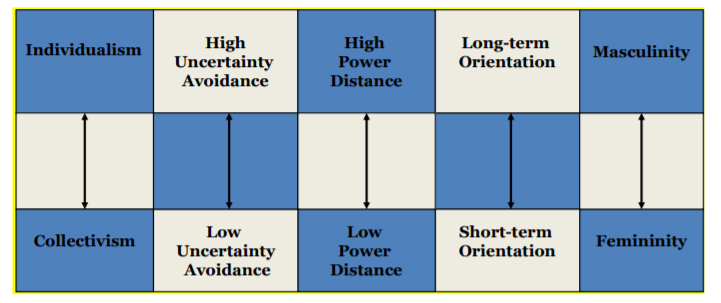 Individualism
High
Uncertainty
Avoidance
High
Power
Distance
Long-term
Orientation
Masculinity
Collectivism
Low
Uncertainty
Avoidance
Low
Power
Distance
Short-term
Orientation
Femininity